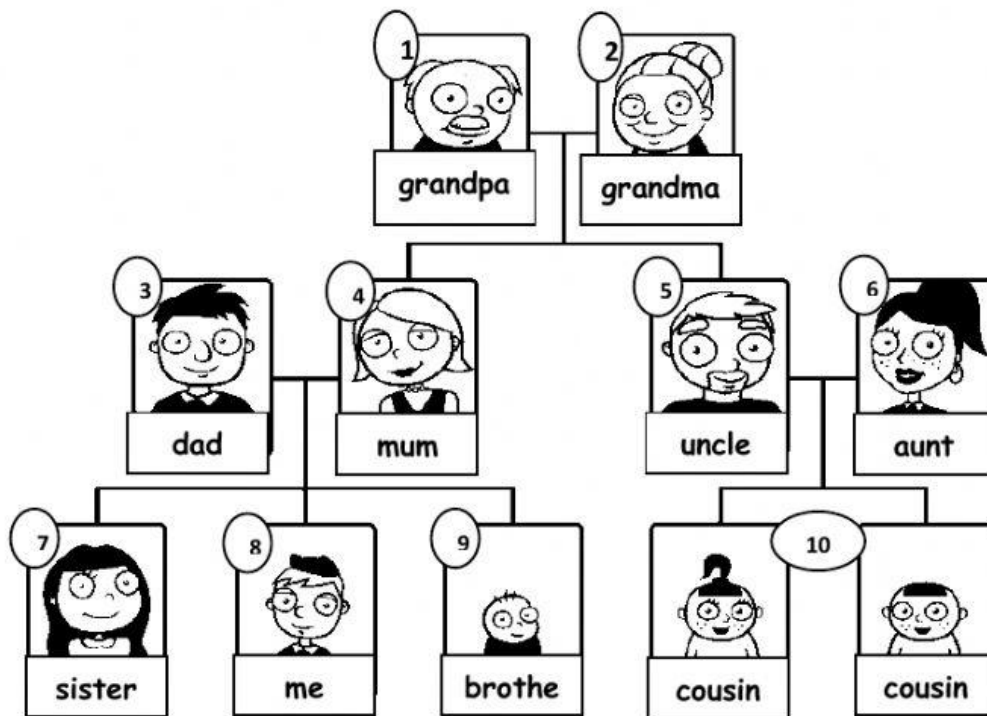 1 2
grandpa grandma
3 4 5 6
dad mum uncle aunt
7 8 9 10
sister me brothe cousin cousin